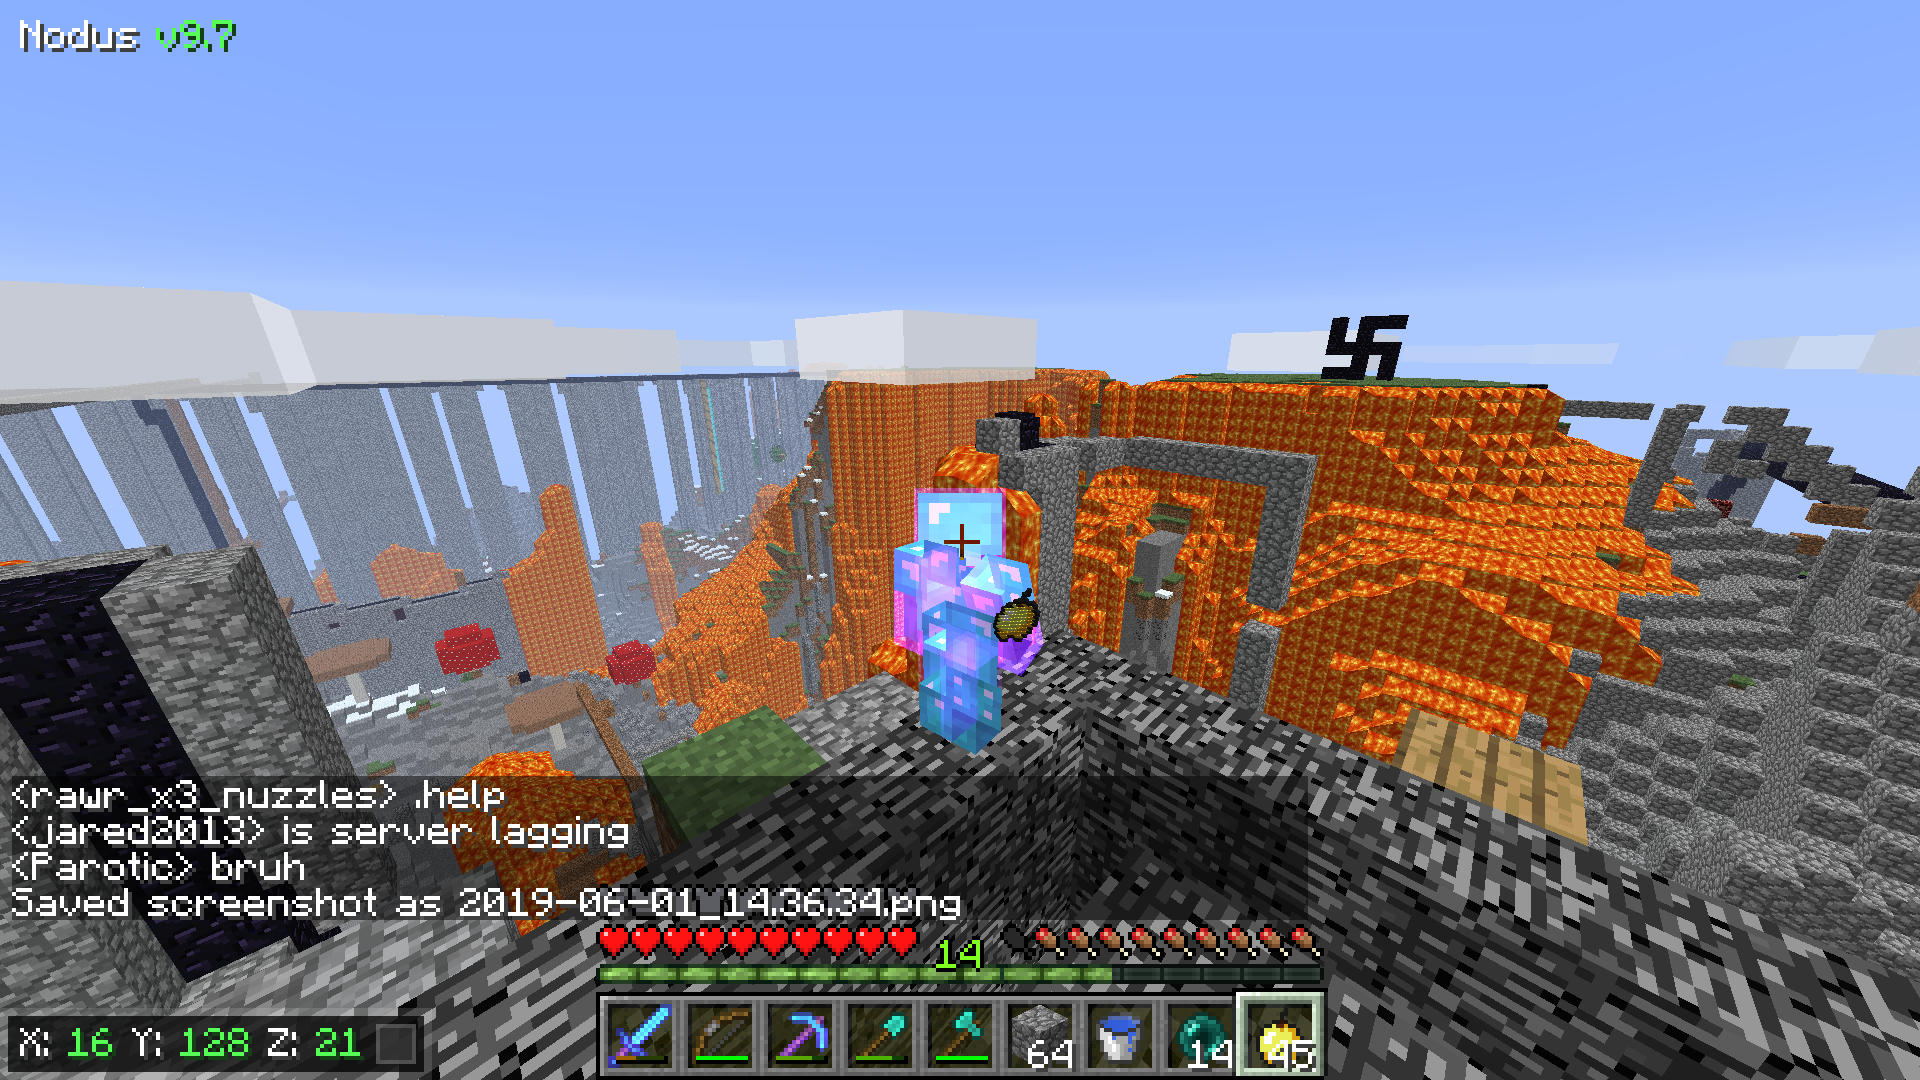 Nodus v9.7
<rawr_x3_nuzzles> .help
<jared2013> is server lagging
<Parotic> bruh
Saved screenshot as 2019-06-01_14.36.34.png
14
X: 16 Y: 128 Z: 21
64
14
45